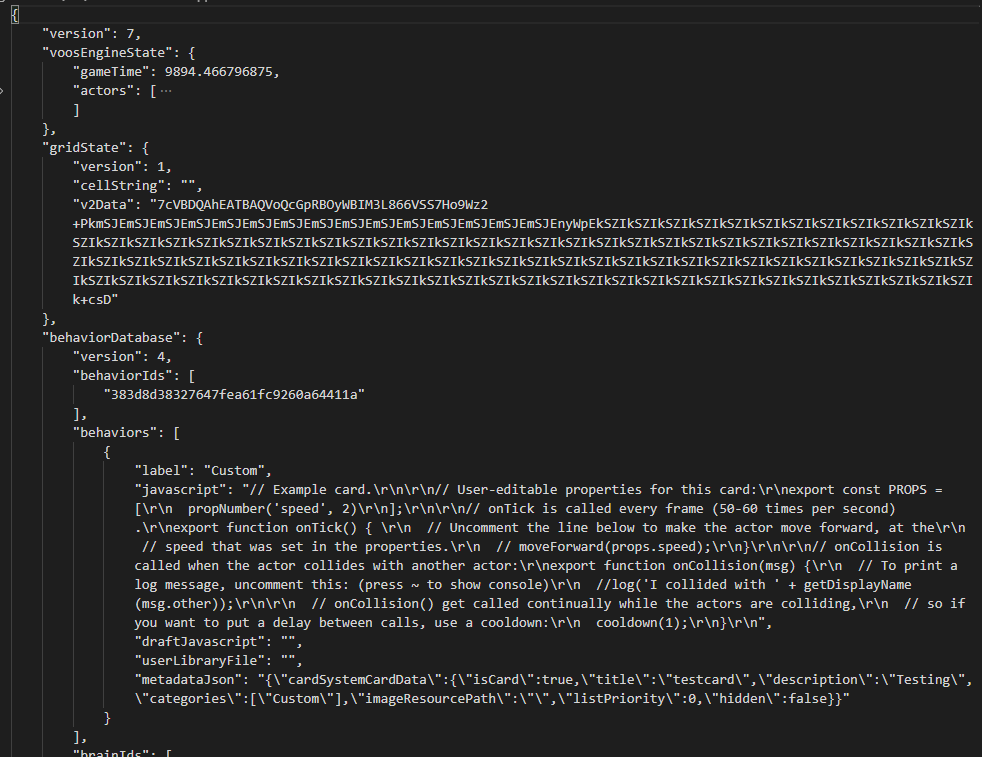 {
"version": 7,
"voosEngineState": {
"gameTime": 9894.466796875,
"actors": [ ···
]
},
"gridState": {
"version": 1,
"cellString": "",
"v2Data": "7cVBDQAhEATBAQVoQcGpRBOyWBIM3L866VSS7Ho9Wz2
+PkmSJEmSJEmSJEmSJEmSJEmSJEmSJEmSJEmSJEmSJEmSJEmSJEmSJEmSJEmSJEnyWpEkSZIkSZIkSZIkSZIkSZIkSZIkSZIkSZIkSZIkSZIkSZIkSZIk
SZIkSZIkSZIkSZIkSZIkSZIkSZIkSZIkSZIkSZIkSZIkSZIkSZIkSZIkSZIkSZIkSZIkSZIkSZIkSZIkSZIkSZIkSZIkSZIkSZIkSZIkSZIkSZIkSZIkS
ZIkSZIkSZIkSZIkSZIkSZIkSZIkSZIkSZIkSZIkSZIkSZIkSZIkSZIkSZIkSZIkSZIkSZIkSZIkSZIkSZIkSZIkSZIkSZIkSZIkSZIkSZIkSZIkSZIkSZ
IkSZIkSZIkSZIkSZIkSZIkSZIkSZIkSZIkSZIkSZIkSZIkSZIkSZIkSZIkSZIkSZIkSZIkSZIkSZIkSZIkSZIkSZIkSZIkSZIkSZIkSZIkSZIkSZIkSZI
k+csD"
},
"behaviorDatabase": {
"version": 4,
"behaviorIds": [
"383d8d38327647fea61fc9260a64411a"
],
"behaviors": [
{
"label": "Custom",
"javascript": "// Example card.\r\n\r\n// User-editable properties for this card:\r\nexport const PROPS =
[\r\n  propNumber('speed', 2)\r\n];\r\n\r\n// onTick is called every frame (50-60 times per second)
.\r\nexport function onTick() { \r\n  // Uncomment the line below to make the actor move forward, at the\r\n
// speed that was set in the properties.\r\n  // moveForward(props.speed);\r\n}\r\n\r\n// onCollision is
called when the actor collides with another actor:\r\nexport function onCollision(msg) {\r\n  // To print a
log message, uncomment this: (press ~ to show console)\r\n  //log('I collided with ' + getDisplayName
(msg.other));\r\n\r\n  // onCollision() get called continually while the actors are colliding,\r\n  // so if
you want to put a delay between calls, use a cooldown:\r\n  cooldown(1);\r\n}\r\n",
"draftJavascript": "",
"userLibraryFile": "",
"metadataJson": "{\"cardSystemCardData\":{\"isCard\":true,\"title\":\"testcard\",\"description\":\"Testing\",
\"categories\":[\"Custom\"],\"imageResourcePath\":\"\",\"listPriority\":0,\"hidden\":false}}"
}
],
"brainIds": [